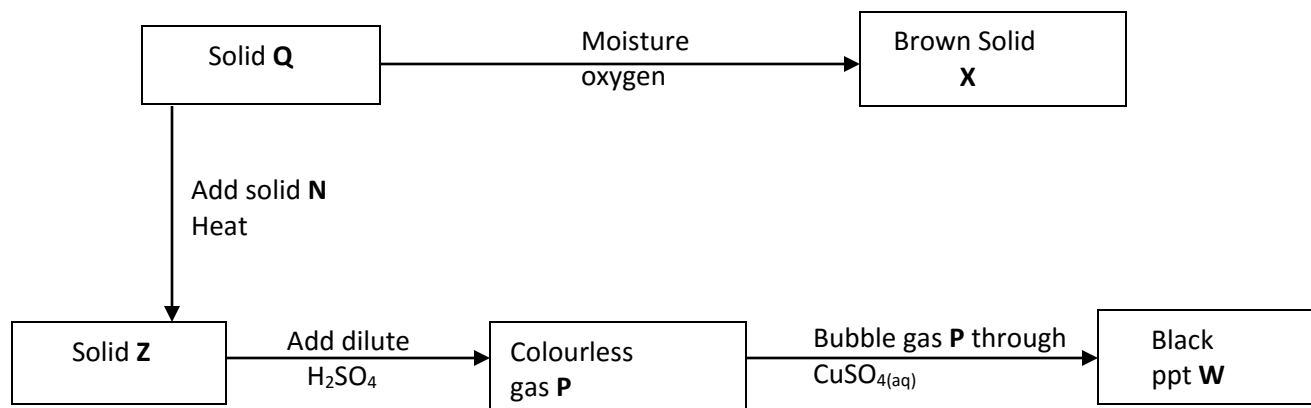 Solid Q
Moisture
oxygen
Brown Solid
X
Add solid N
Heat
Solid Z
Add dilute
H₂SO₄
Colourless
gas P
Bubble gas P through
CuSO₄(aq)
Black
ppt W